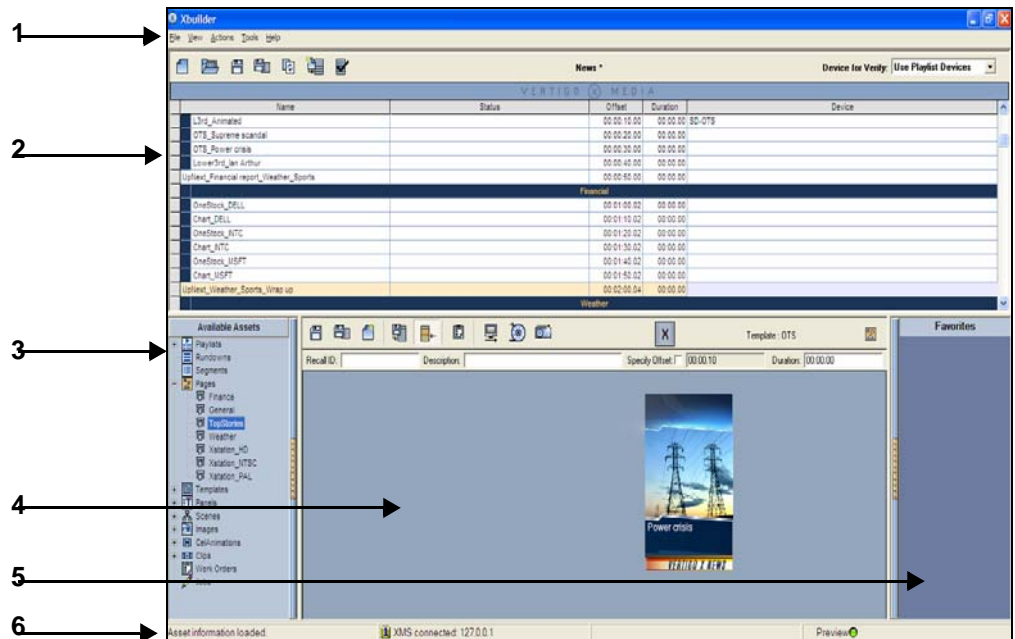 Xbuilder
1
File View Actions Tools Help
News *
Device for Verify: Use Playlist Devices
VERTIGO X MEDIA
Name Status Offset Duration Device
L3rd_Animated 00:00:10.00 00:00.00 SD-OTS
OTS_Supreme scandal 00:00:20.00 00:00.00
2
OTS_Power crisis 00:00:30.00 00:00.00
Lower3rd_Ian Arthur 00:00:40.00 00:00.00
UpNext_Financial report_Weather_Sports 00:00:50.00 00:00.00
Financial
OneStock_DELL 00:01:00.02 00:00.00
Chart_DELL 00:01:10.02 00:00.00
OneStock_INTC 00:01:20.02 00:00.00
Chart_INTC 00:01:30.02 00:00.00
OneStock_MSFT 00:01:40.02 00:00.00
Chart_MSFT 00:01:50.02 00:00.00
UpNext_Weather_Sports_Wrap up 00:02:00.04 00:00.00
Weather
3
Available Assets
Playlists
Rundowns
Segments
Pages
Finance
General
TopStories
Weather
Xstation_HD
Xstation_NTSC
Xstation_PAL
Templates
Panels
Scenes
Images
CelAnimations
Clips
Work Orders
X
Template : OTS
Recall ID: Description: Specify Offset: 00:00:10 Duration: 00:00.00
4
Power crisis
VERTIGO X NEWS
Favorites
5
6
Asset information loaded. XMS connected: 127.0.0.1 Preview